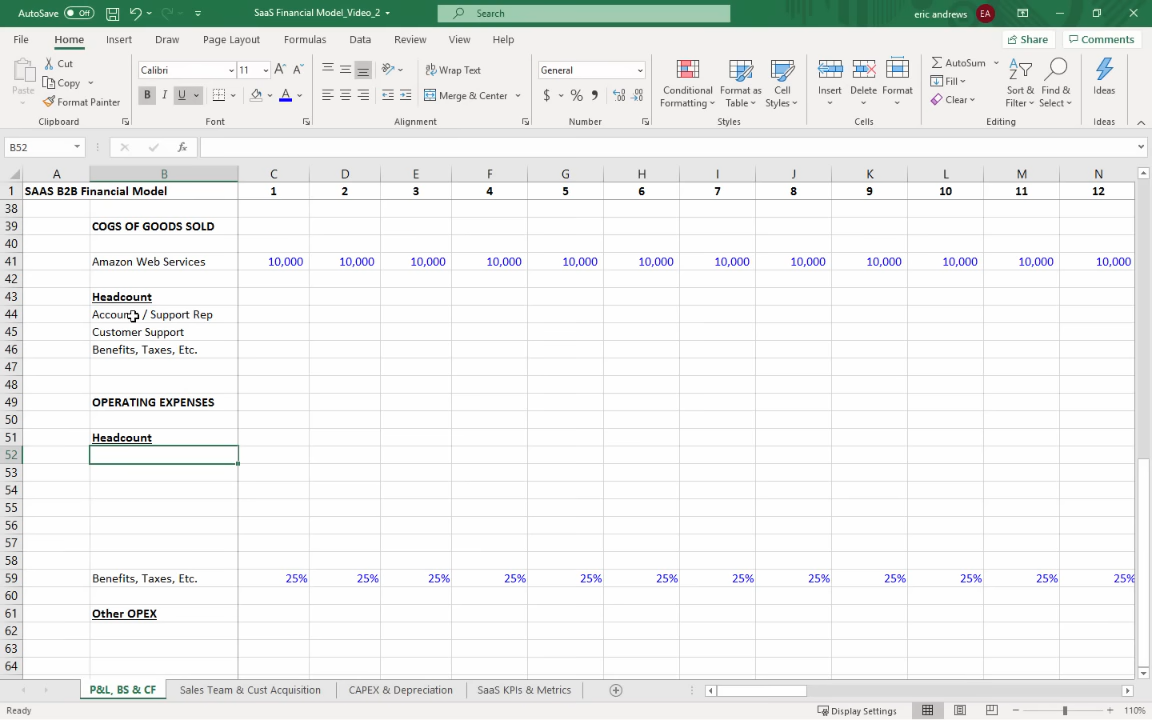 AutoSave Off SaaS Financial Model_Video_2 Search eric andrews EA
File Home Insert Draw Page Layout Formulas Data Review View Help Share Comments
Paste Cut Copy Format Painter Clipboard
Calibri 11 A A B I U A Font
Wrap Text Merge & Center Alignment
General $ % , Number
Conditional Formatting Format as Table Cell Styles Styles
Insert Delete Format Cells
AutoSum Fill Clear Sort & Filter Find & Select Editing
Ideas Ideas
B52 fx
A B C D E F G H I J K L M N
1 SAAS B2B Financial Model 1 2 3 4 5 6 7 8 9 10 11 12
38
39 COGS OF GOODS SOLD
40
41 Amazon Web Services 10,000 10,000 10,000 10,000 10,000 10,000 10,000 10,000 10,000 10,000 10,000 10,000
42
43 Headcount
44 Account / Support Rep
45 Customer Support
46 Benefits, Taxes, Etc.
47
48
49 OPERATING EXPENSES
50
51 Headcount
52
53
54
55
56
57
58
59 Benefits, Taxes, Etc. 25% 25% 25% 25% 25% 25% 25% 25% 25% 25% 25% 25%
60
61 Other OPEX
62
63
64
P&L, BS & CF Sales Team & Cust Acquisition CAPEX & Depreciation SaaS KPIs & Metrics
Ready Display Settings 110%